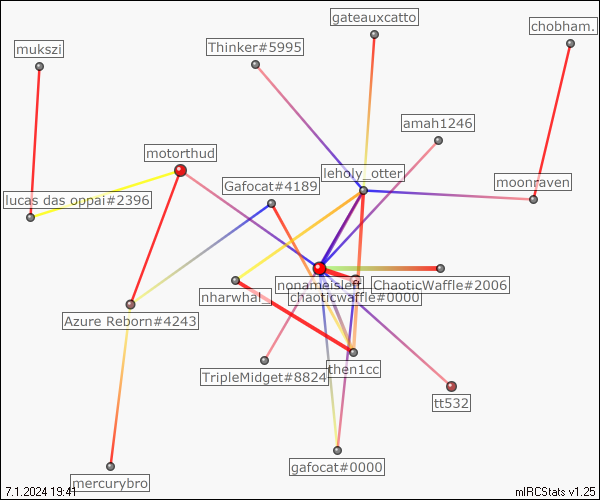 gateauxcatto
chobham.
mukszi
Thinker#5995
amah1246
motorthud
leholy_otter
Gafocat#4189
moonraven
lucas das oppai#2396
nonameisleft
ChaoticWaffle#2006
nharwhal_
chaoticwaffle#0000
Azure Reborn#4243
then1cc
TripleMidget#8824
tt532
gafocat#0000
mercurybro
7.1.2024 19:41
mIRCStats v1.25